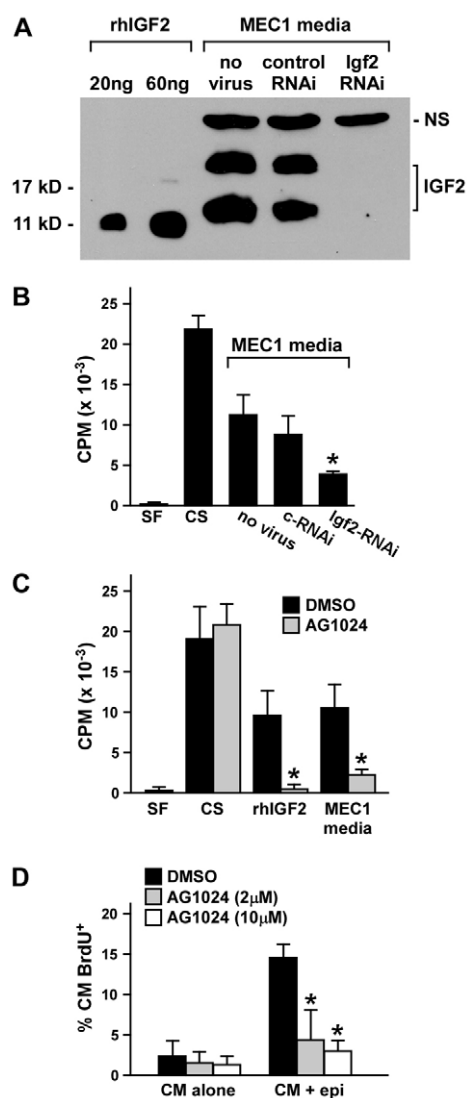 A
rhIGF2 MEC1 media
20ng 60ng no virus control RNAi Igf2 RNAi
- NS
IGF2
17 kD -
11 kD -
B
CPM (x 10-3)
25
20
15
10
5
0
MEC1 media
*
SF CS no virus c-RNAi Igf2-RNAi
C
CPM (x 10-3)
25
20
15
10
5
0
DMSO
AG1024
* *
SF CS rhIGF2 MEC1 media
D
DMSO
AG1024 (2µM)
AG1024 (10µM)
% CM BrdU+
20
15
10
5
0
* *
CM alone CM + epi